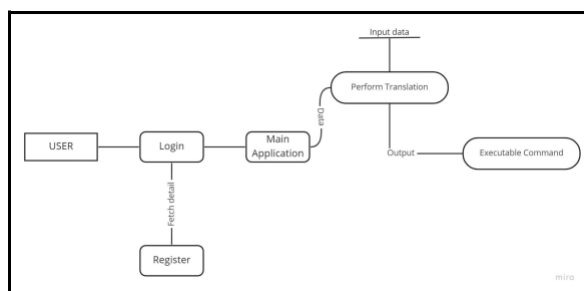 Input data
Perform Translation
Data
USER
Login
Main
Application
Output
Executable Command
Fetch detail
Register
miro